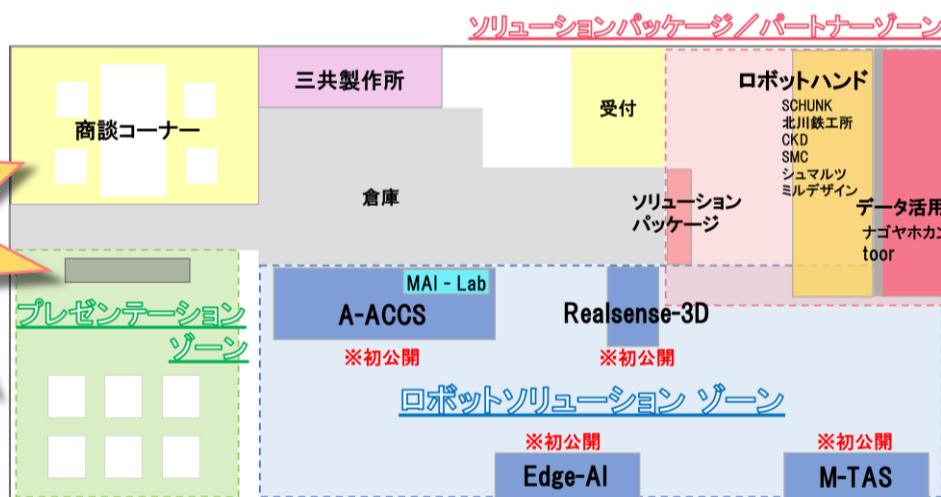 ソリューションパッケージ／パートナーゾーン
三共製作所
商談コーナー
受付
ロボットハンド
SCHUNK
北川鉄工所
CKD
SMC
シュマルツ
ミルデザイン
倉庫
ソリューション
パッケージ
データ活用
ナゴヤホカン
toor
MAI - Lab
A-ACCS
※初公開
Realsense-3D
※初公開
プレゼンテーション
ゾーン
ロボットソリューション ゾーン
※初公開
Edge-AI
※初公開
M-TAS